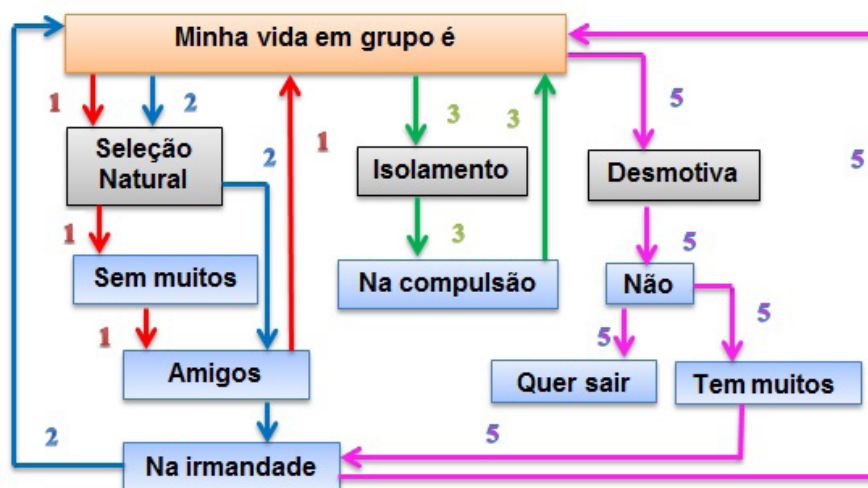 Minha vida em grupo é
1
2
3
3
5
1
2
5
Seleção
Natural
Isolamento
Desmotiva
1
3
5
Sem muitos
Na compulsão
Não
1
5
5
Amigos
Quer sair
Tem muitos
2
5
Na irmandade